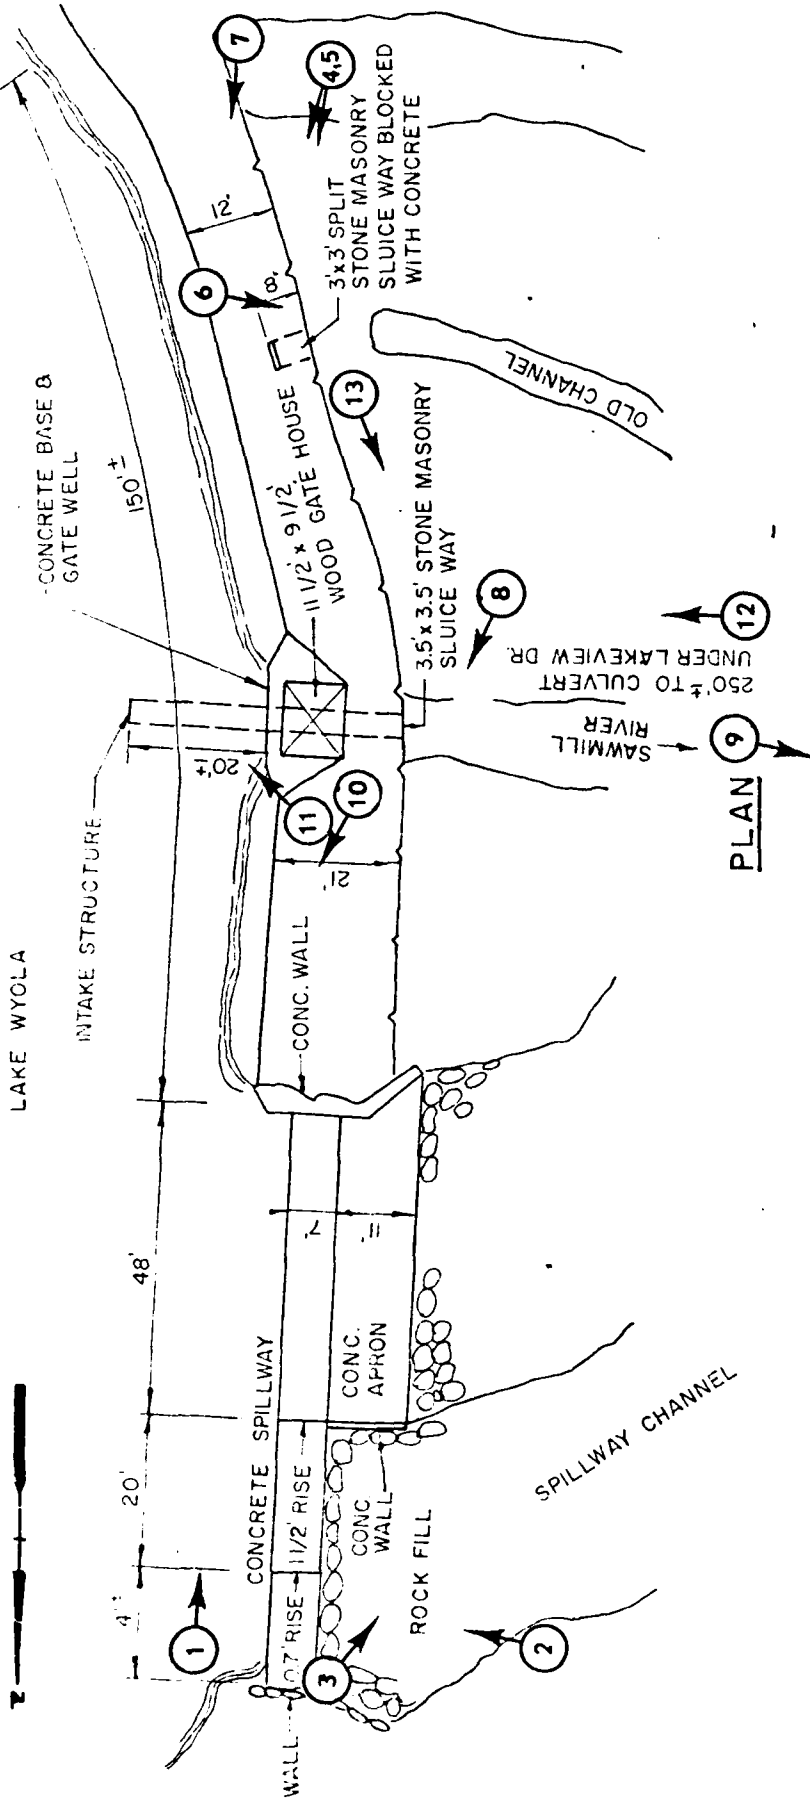 LAKE WYOLA
N
4'±
20'
48'
150'±
INTAKE STRUCTURE
CONCRETE BASE &
GATE WELL
20'±
12'
8'
7
4,5
6
13
3'x3' SPLIT
STONE MASONRY
SLUICE WAY BLOCKED
WITH CONCRETE
11 1/2' x 9 1/2'
WOOD GATE HOUSE
3.5'x 3.5' STONE MASONRY
SLUICE WAY
OLD CHANNEL
8
12
250'± TO CULVERT
UNDER LAKEVIEW DR.
SAWMILL
RIVER
9
PLAN
11
10
21'
CONC. WALL
7'
11'
CONCRETE SPILLWAY
CONC.
APRON
1 1/2' RISE
0.7' RISE
CONC.
WALL
ROCK FILL
WALL
SPILLWAY CHANNEL
1
2
3